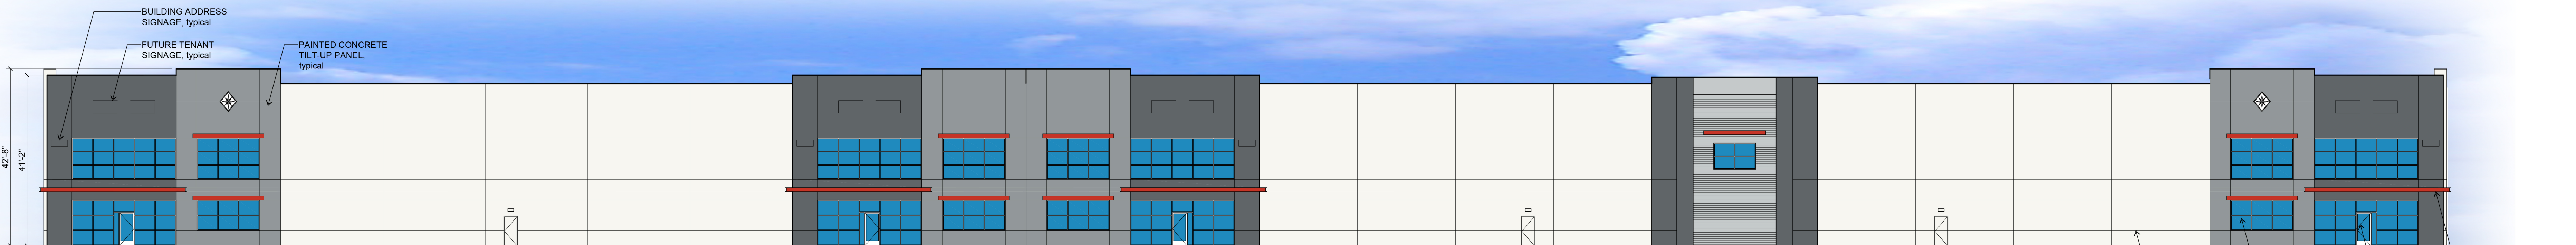 BUILDING ADDRESS
SIGNAGE, typical
FUTURE TENANT
SIGNAGE, typical
PAINTED CONCRETE
TILT-UP PANEL,
typical
42'-8"
41'-2"